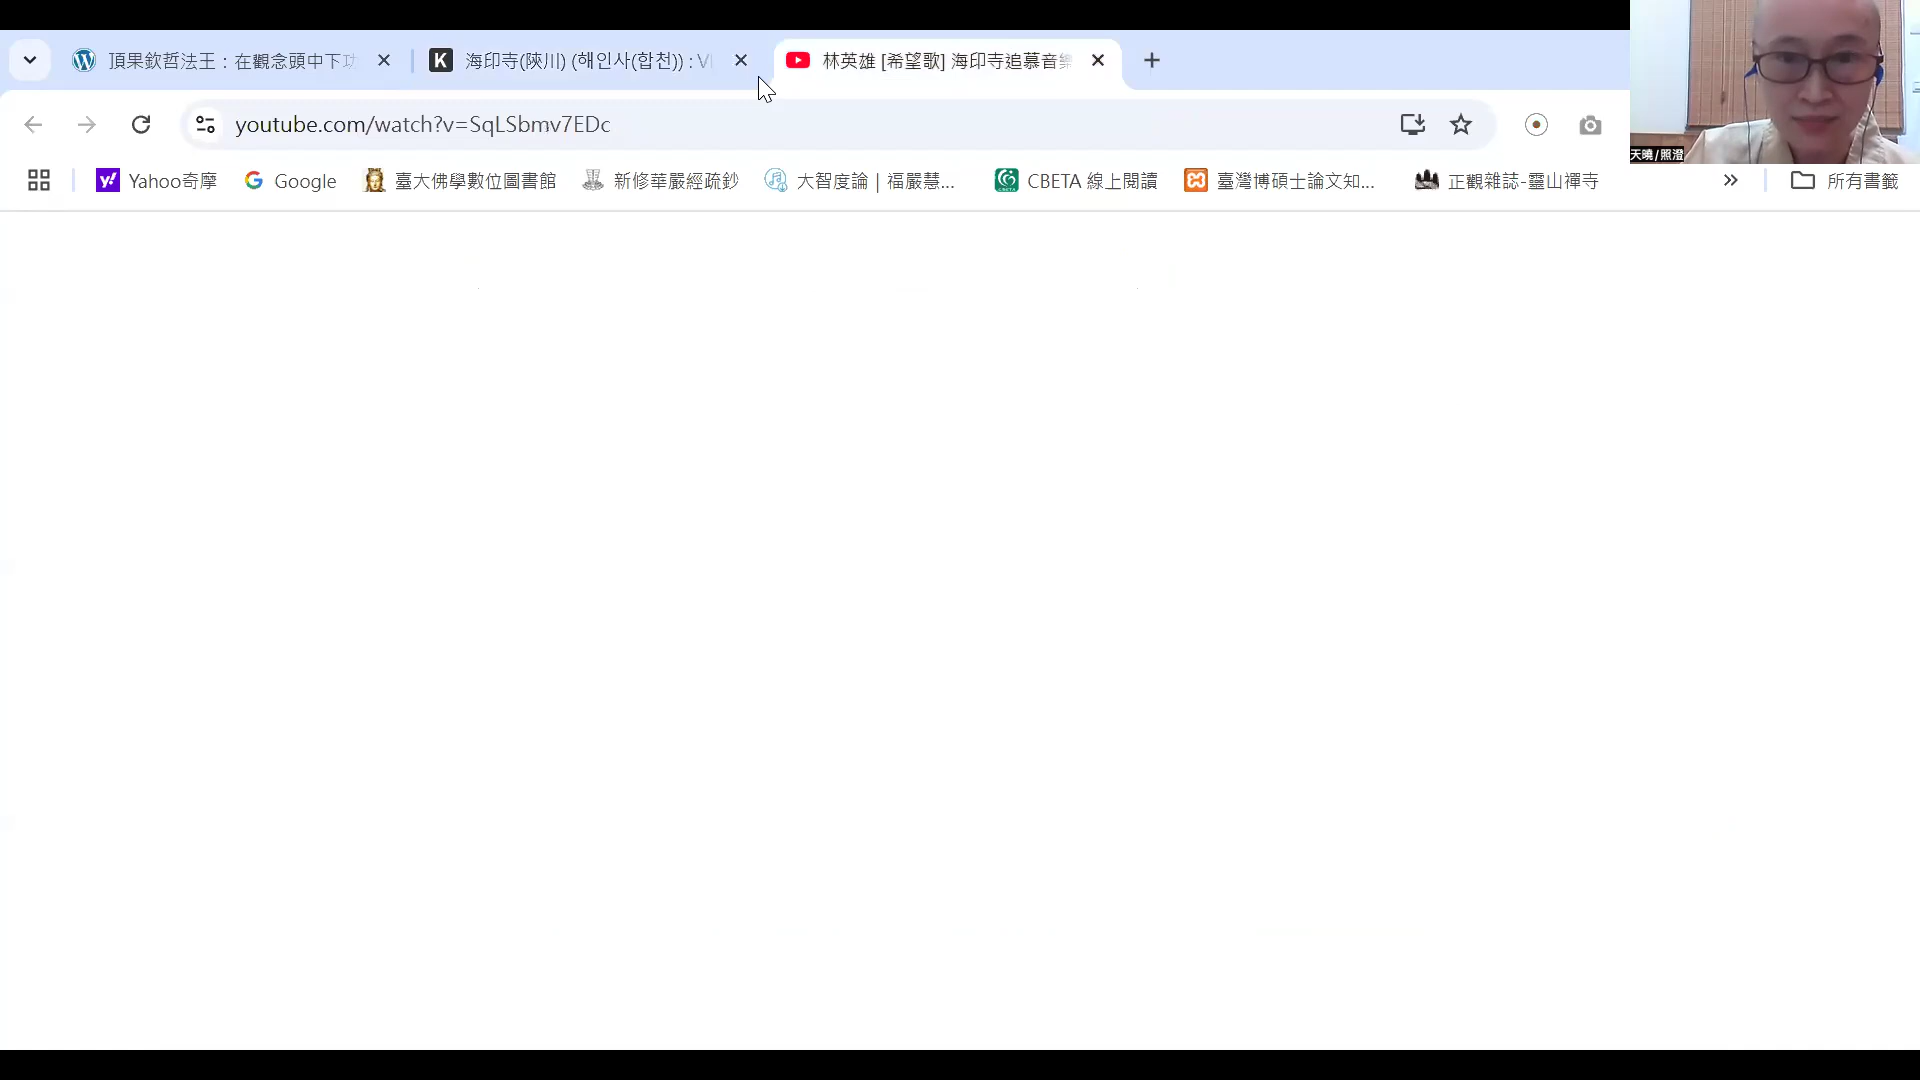 頂果欽哲法王：在觀念頭中下功
海印寺(陜川) (해인사(합천)) : V
林英雄 [希望歌] 海印寺追慕音樂
youtube.com/watch?v=SqLSbmv7EDc
天曉/照澄
Yahoo奇摩
Google
臺大佛學數位圖書館
新修華嚴經疏鈔
大智度論 | 福嚴慧...
CBETA 線上閱讀
臺灣博碩士論文知...
正觀雜誌-靈山禪寺
所有書籤